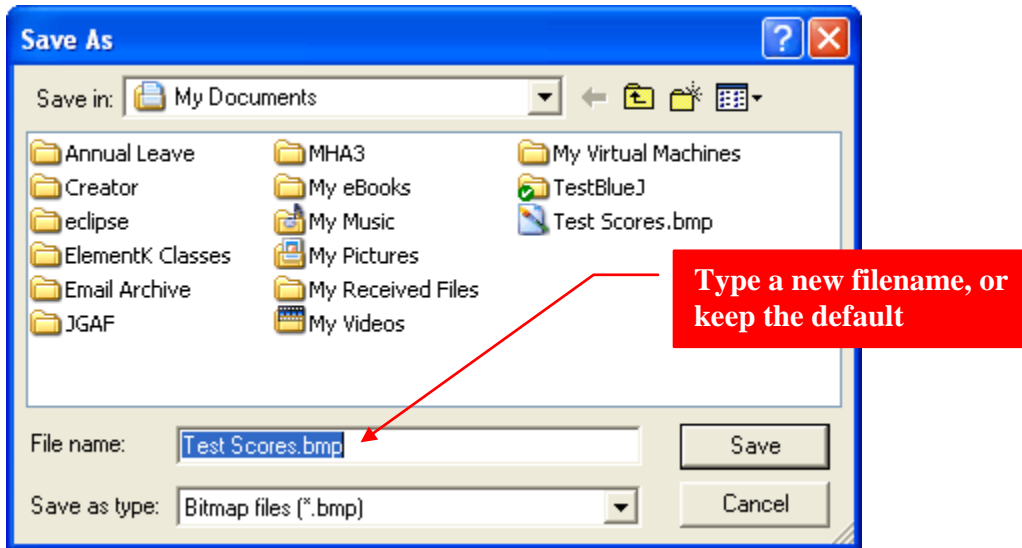 Save As
Save in: My Documents
Annual Leave
Creator
eclipse
ElementK Classes
Email Archive
JGAF
MHA3
My eBooks
My Music
My Pictures
My Received Files
My Videos
My Virtual Machines
TestBlueJ
Test Scores.bmp
Type a new filename, or
keep the default
File name: Test Scores.bmp
Save
Save as type: Bitmap files (*.bmp)
Cancel